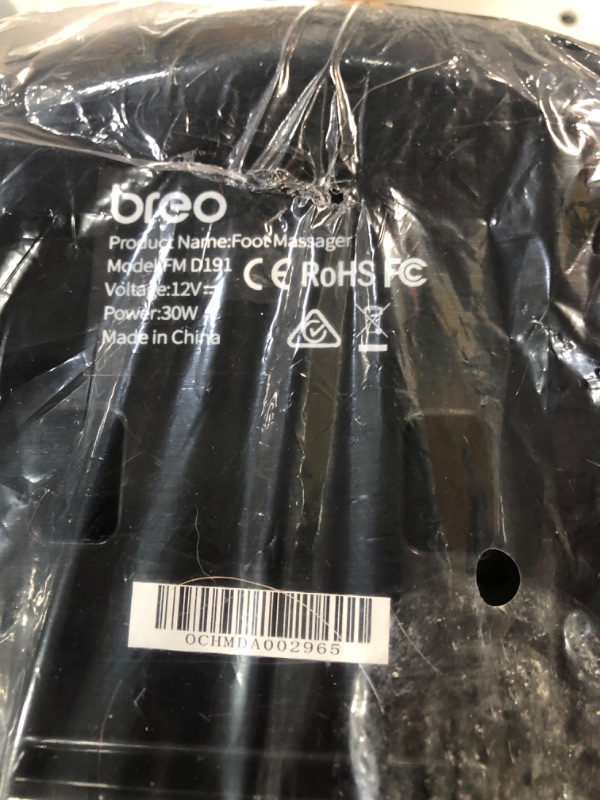 breo
Product Name:Foot Massager
Model:FM D191
CE RoHS FC
Voltage:12V
Power:30W
Made in China
OCHMDA002965